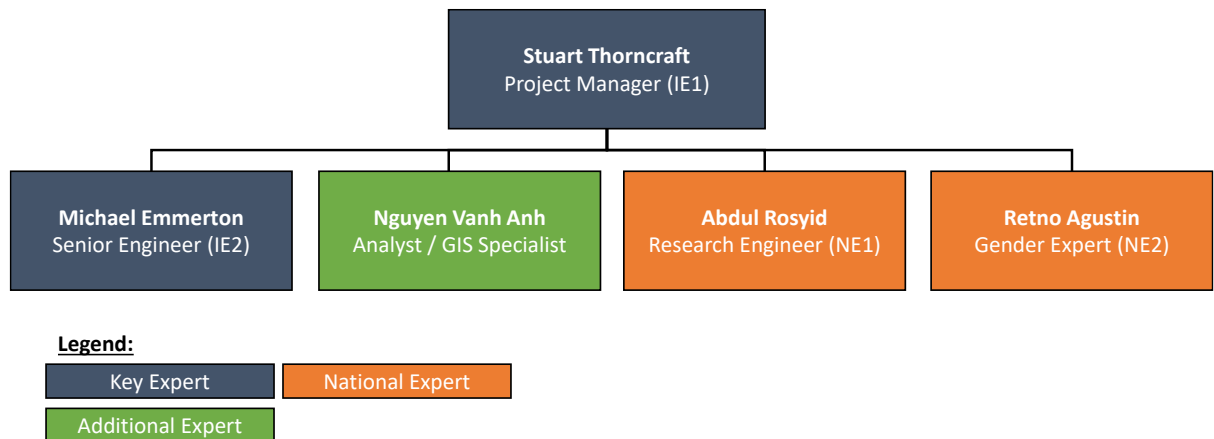 Stuart Thorncraft
Project Manager (IE1)
Michael Emmerton
Senior Engineer (IE2)
Nguyen Vanh Anh
Analyst / GIS Specialist
Abdul Rosyid
Research Engineer (NE1)
Retno Agustin
Gender Expert (NE2)
Legend:
Key Expert
National Expert
Additional Expert